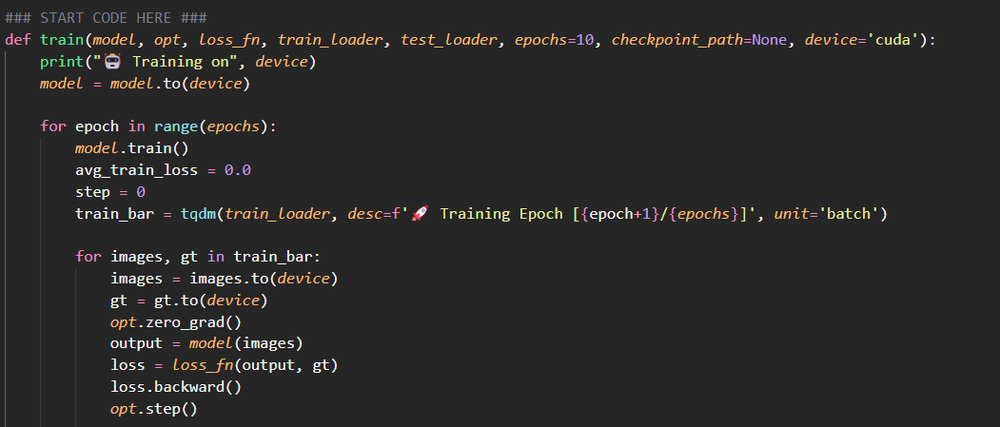 ### START CODE HERE ###
def train(model, opt, loss_fn, train_loader, test_loader, epochs=10, checkpoint_path=None, device='cuda'):
    print("🤖 Training on", device)
    model = model.to(device)

    for epoch in range(epochs):
        model.train()
        avg_train_loss = 0.0
        step = 0
        train_bar = tqdm(train_loader, desc=f'🚀 Training Epoch [{epoch+1}/{epochs}]', unit='batch')

        for images, gt in train_bar:
            images = images.to(device)
            gt = gt.to(device)
            opt.zero_grad()
            output = model(images)
            loss = loss_fn(output, gt)
            loss.backward()
            opt.step()